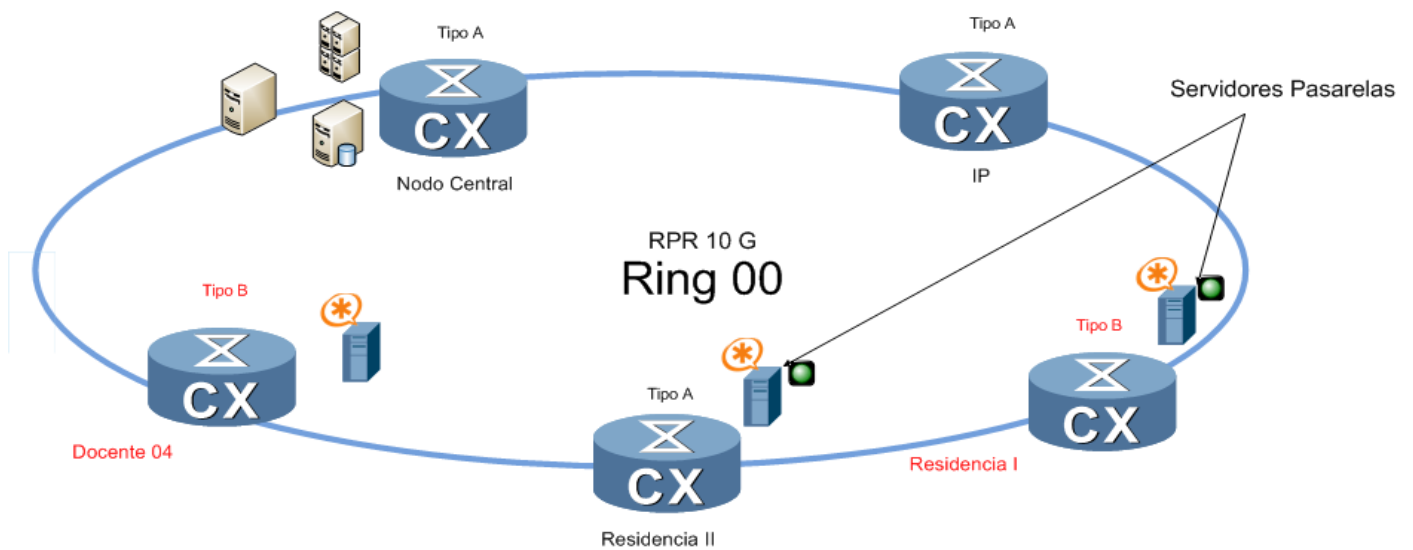 Tipo A
Tipo A
Servidores Pasarelas
CX
CX
Nodo Central
IP
RPR 10 G
Ring 00
Tipo B
Tipo B
CX
Tipo A
CX
Docente 04
CX
Residencia I
Residencia II